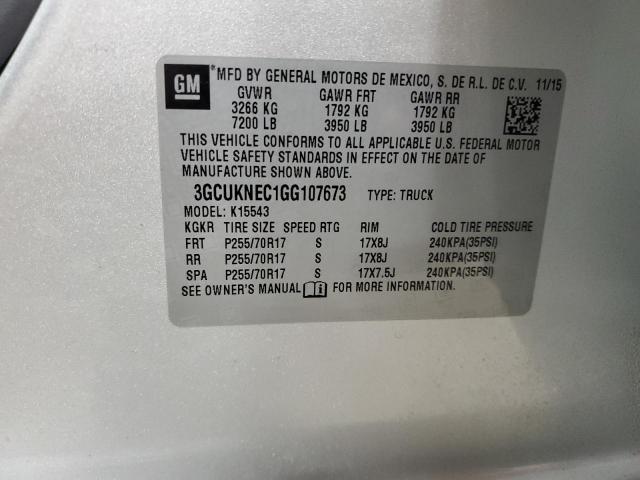 GM *MFD BY GENERAL MOTORS DE MEXICO, S. DE R.L. DE C.V. 11/15
GVWR GAWR FRT GAWR RR
3266 KG 1792 KG 1792 KG
7200 LB 3950 LB 3950 LB
THIS VEHICLE CONFORMS TO ALL APPLICABLE U.S. FEDERAL MOTOR
VEHICLE SAFETY STANDARDS IN EFFECT ON THE DATE OF
MANUFACTURE SHOWN ABOVE.
3GCUKNEC1GG107673 TYPE: TRUCK
MODEL: K15543
KGKR TIRE SIZE SPEED RTG RIM COLD TIRE PRESSURE
FRT P255/70R17 S 17X8J 240KPA(35PSI)
RR P255/70R17 S 17X8J 240KPA(35PSI)
SPA P255/70R17 S 17X7.5J 240KPA(35PSI)
SEE OWNER'S MANUAL FOR MORE INFORMATION.